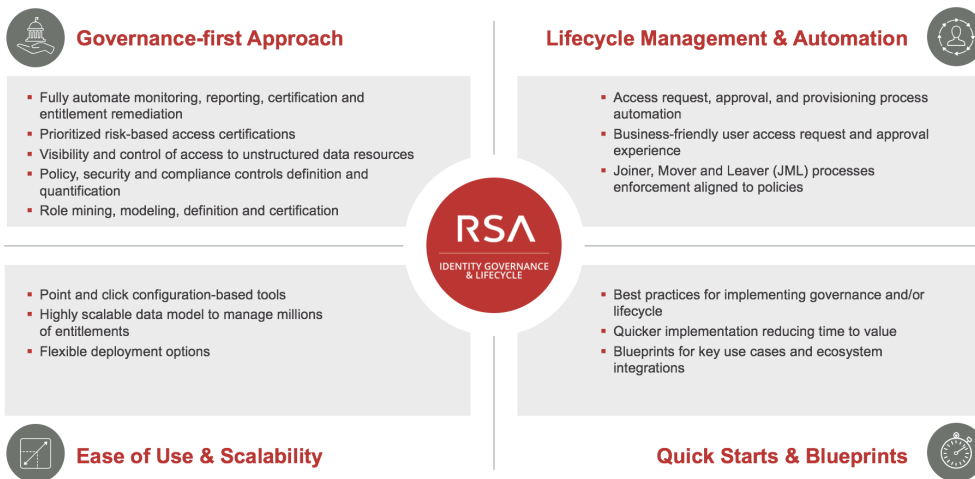 Governance-first Approach
▪ Fully automate monitoring, reporting, certification and
entitlement remediation
▪ Prioritized risk-based access certifications
▪ Visibility and control of access to unstructured data resources
▪ Policy, security and compliance controls definition and
quantification
▪ Role mining, modeling, definition and certification
Lifecycle Management & Automation
▪ Access request, approval, and provisioning process
automation
▪ Business-friendly user access request and approval
experience
▪ Joiner, Mover and Leaver (JML) processes
enforcement aligned to policies
RSA
IDENTITY GOVERNANCE
& LIFECYCLE
▪ Point and click configuration-based tools
▪ Highly scalable data model to manage millions
of entitlements
▪ Flexible deployment options
Ease of Use & Scalability
▪ Best practices for implementing governance and/or
lifecycle
▪ Quicker implementation reducing time to value
▪ Blueprints for key use cases and ecosystem
integrations
Quick Starts & Blueprints